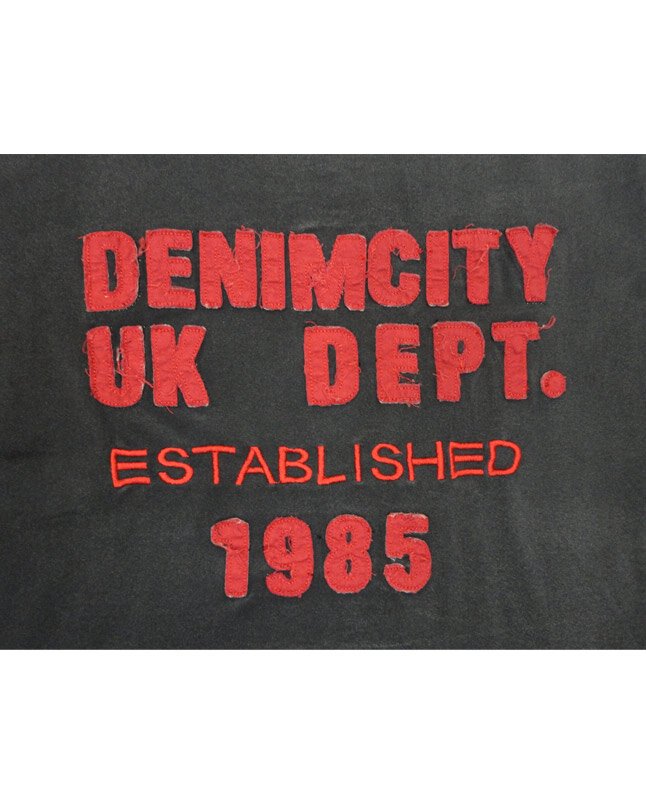 DENIMCITY
UK DEPT.
ESTABLISHED
1985